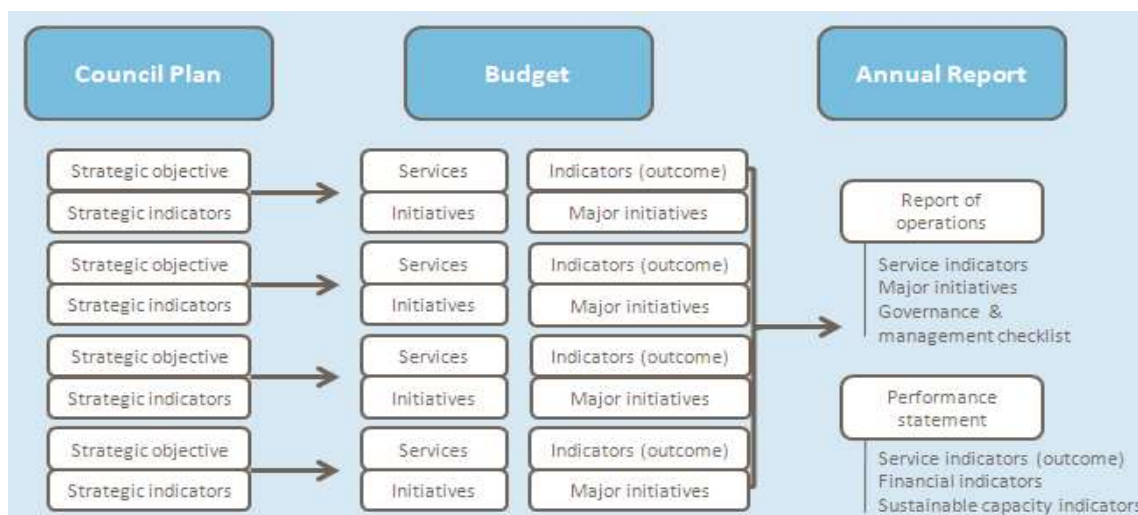 Council Plan
Budget
Annual Report
Strategic objective
Strategic indicators
Strategic objective
Strategic indicators
Strategic objective
Strategic indicators
Strategic objective
Strategic indicators
Services
Initiatives
Services
Initiatives
Services
Initiatives
Services
Initiatives
Indicators (outcome)
Major initiatives
Indicators (outcome)
Major initiatives
Indicators (outcome)
Major initiatives
Indicators (outcome)
Major initiatives
Report of
operations
Service indicators
Major initiatives
Governance &
management checklist
Performance
statement
Service indicators (outcome)
Financial indicators
Sustainable capacity indicators